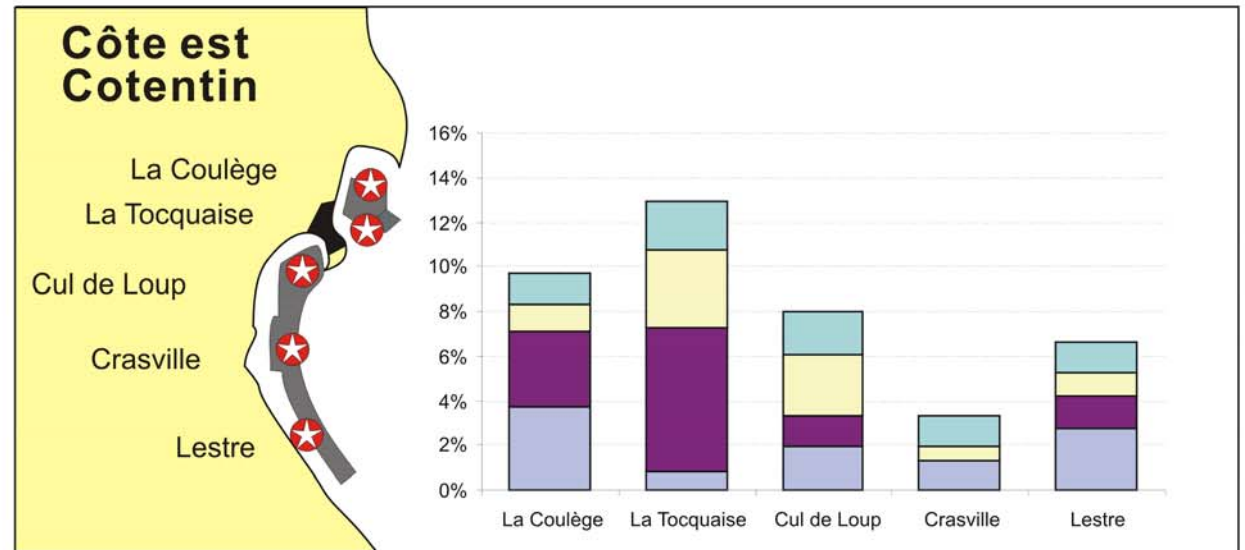 Côte est
Cotentin
La Coulège
La Tocquaise
Cul de Loup
Crasville
Lestre
16%
14%
12%
10%
8%
6%
4%
2%
0%
La Coulège La Tocquaise Cul de Loup Crasville Lestre